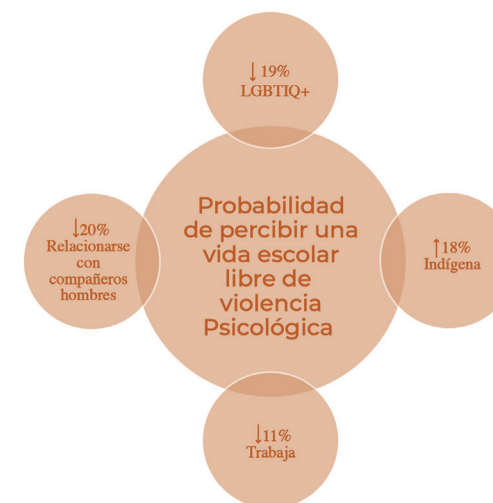 ↓19%
LGBTIQ+
Probabilidad
de percibir una
vida escolar
libre de
violencia
Psicológica
↓20%
Relacionarse
con
compañeros
hombres
↑18%
Indígena
↓11%
Trabaja